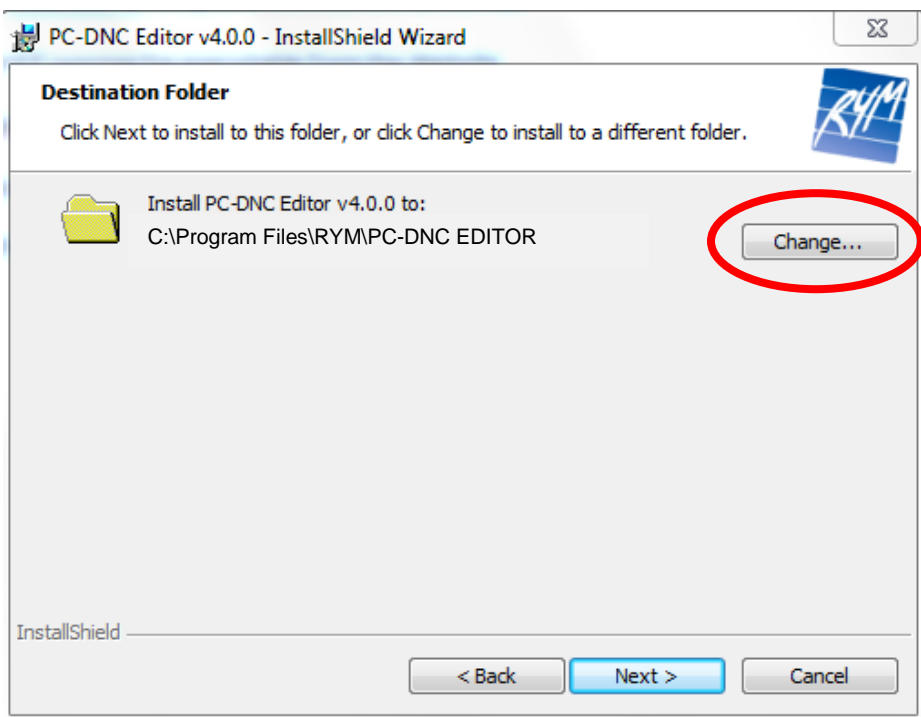 PC-DNC Editor v4.0.0 - InstallShield Wizard
Destination Folder
Click Next to install to this folder, or click Change to install to a different folder.
RYM
Install PC-DNC Editor v4.0.0 to:
C:\Program Files\RYM\PC-DNC EDITOR
Change...
InstallShield
< Back
Next >
Cancel